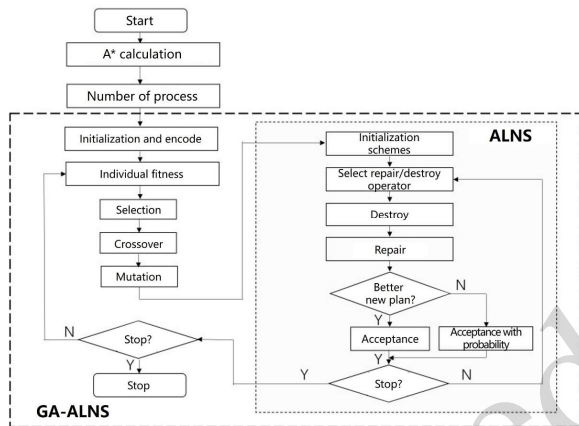 Start
A* calculation
Number of process
Initialization and encode
Individual fitness
Selection
Crossover
Mutation
N
Stop?
Y
Stop
GA-ALNS
ALNS
Initialization
schemes
Select repair/destroy
operator
Destroy
Repair
Better
new plan?
N
Y
Acceptance
Acceptance with
probability
Y
Y
Stop?
N